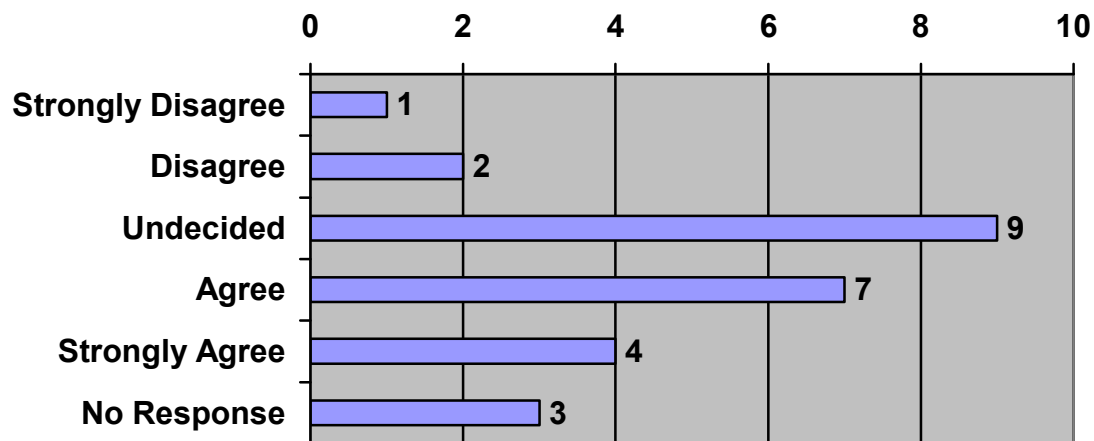 0 2 4 6 8 10
Strongly Disagree 1
Disagree 2
Undecided 9
Agree 7
Strongly Agree 4
No Response 3